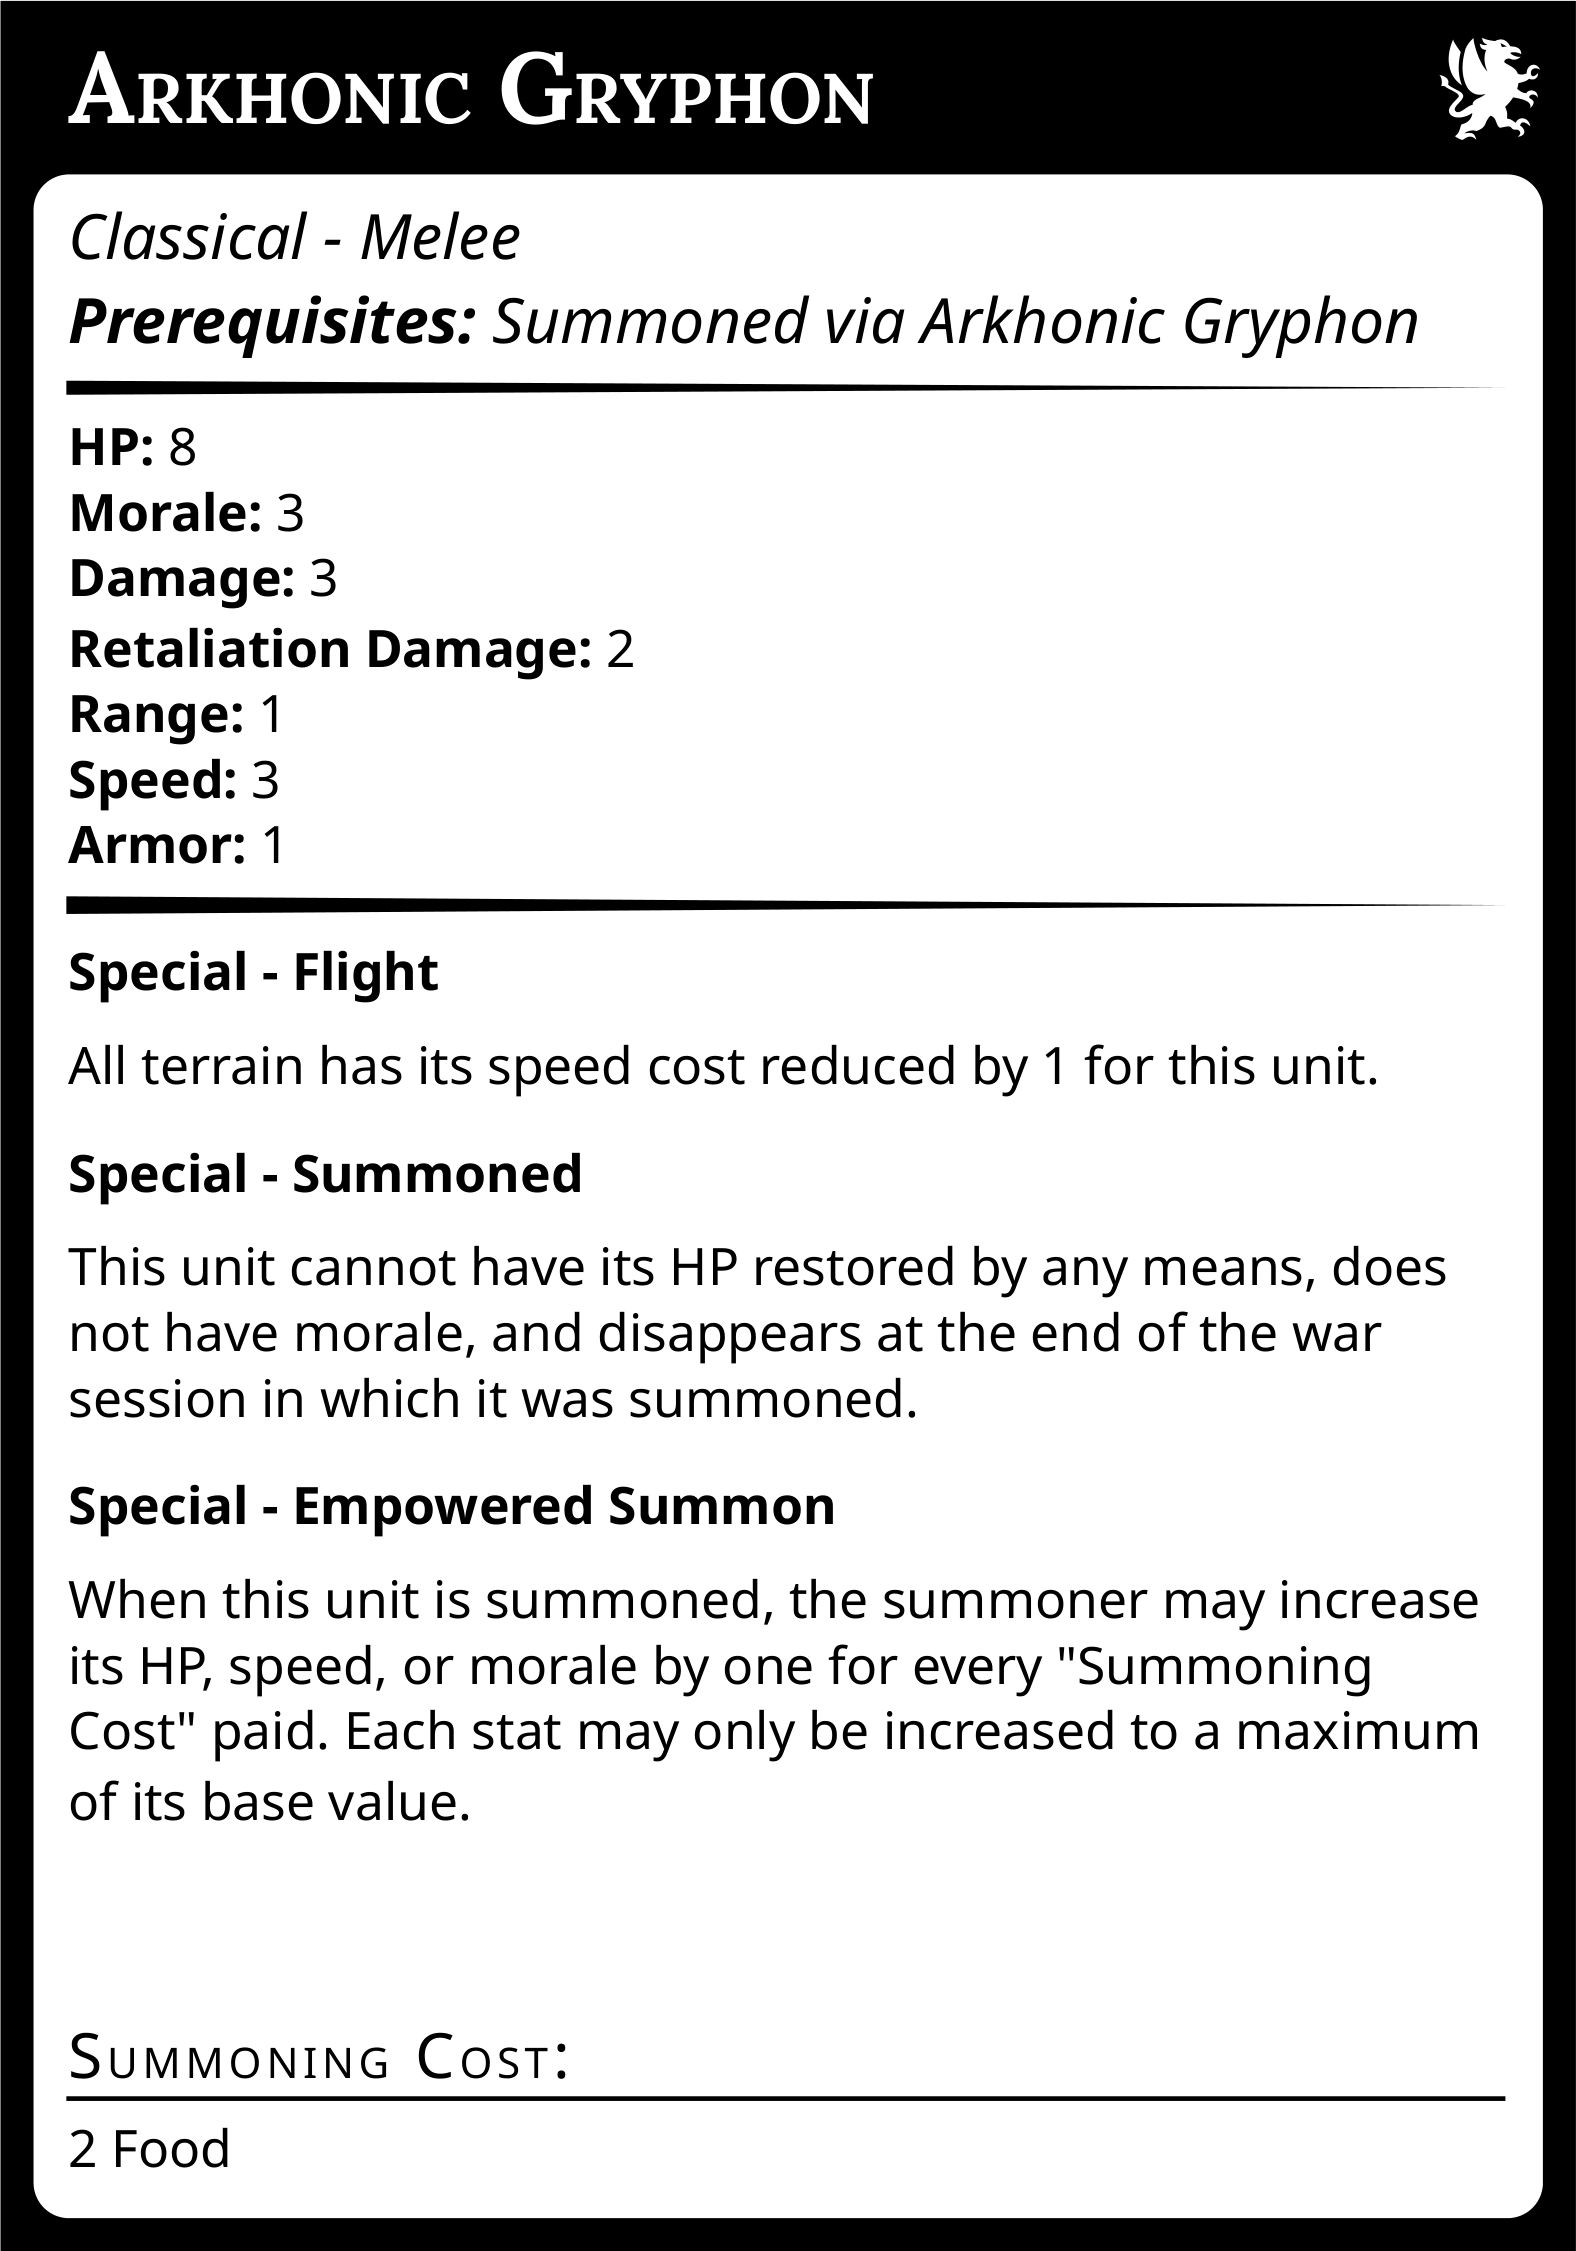 Arkhonic Gryphon
Classical - Melee
Prerequisites: Summoned via Arkhonic Gryphon
HP: 8
Morale: 3
Damage: 3
Retaliation Damage: 2
Range: 1
Speed: 3
Armor: 1
Special - Flight
All terrain has its speed cost reduced by 1 for this unit.
Special - Summoned
This unit cannot have its HP restored by any means, does
not have morale, and disappears at the end of the war
session in which it was summoned.
Special - Empowered Summon
When this unit is summoned, the summoner may increase
its HP, speed, or morale by one for every "Summoning
Cost" paid. Each stat may only be increased to a maximum
of its base value.
Summoning Cost:
2 Food